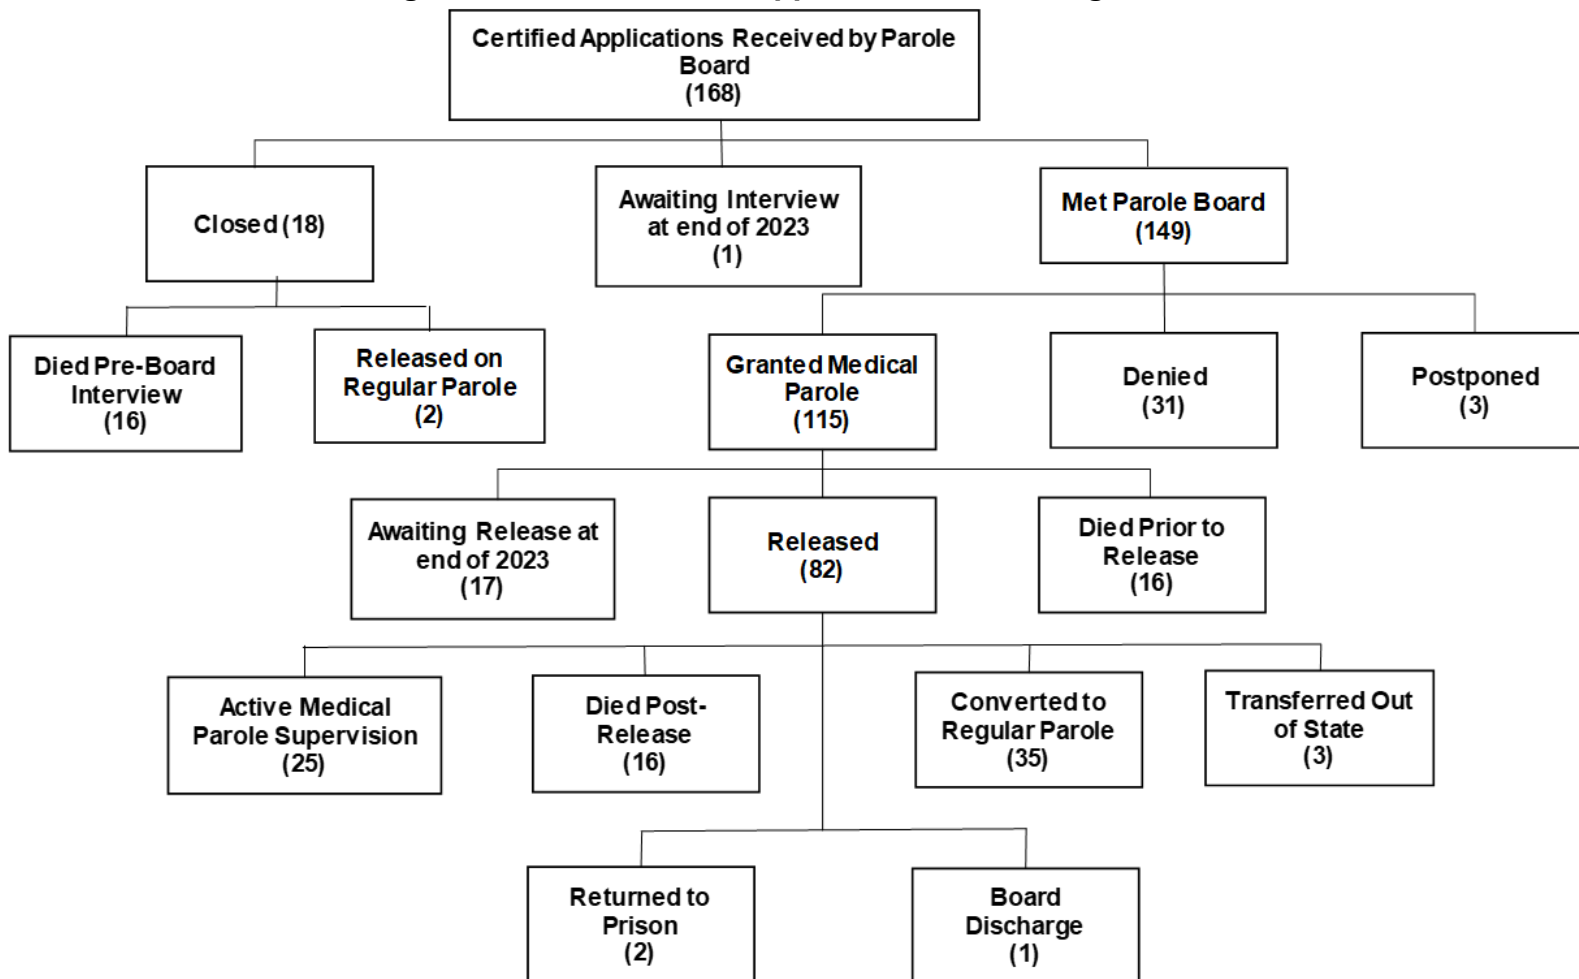 Certified Applications Received by Parole
Board
(168)
Closed (18)
Awaiting Interview
at end of 2023
(1)
Met Parole Board
(149)
Died Pre-Board
Interview
(16)
Released on
Regular Parole
(2)
Granted Medical
Parole
(115)
Denied
(31)
Postponed
(3)
Awaiting Release at
end of 2023
(17)
Released
(82)
Died Prior to
Release
(16)
Active Medical
Parole Supervision
(25)
Died Post-
Release
(16)
Converted to
Regular Parole
(35)
Transferred Out
of State
(3)
Returned to
Prison
(2)
Board
Discharge
(1)